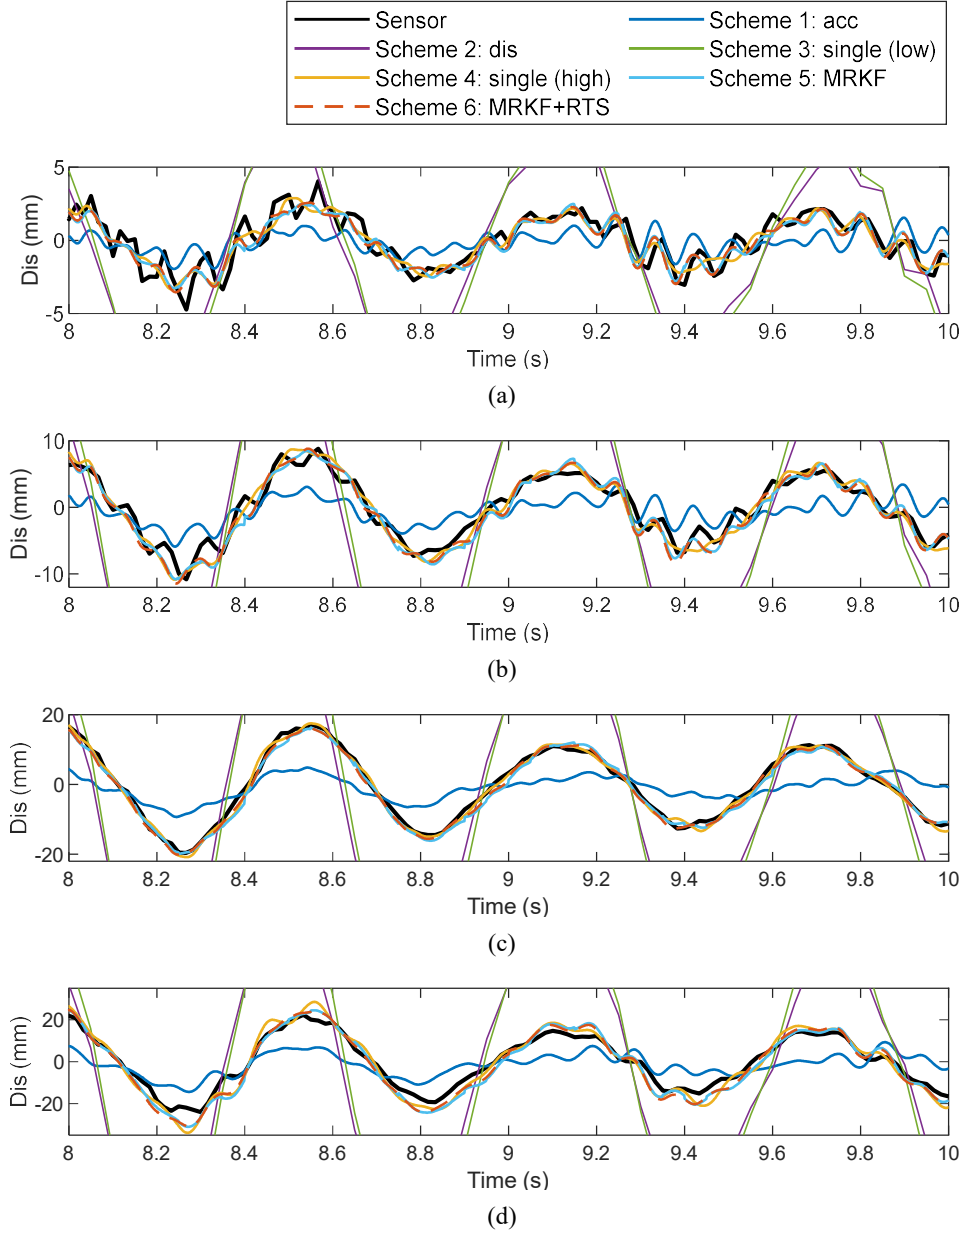 Sensor Scheme 1: acc
Scheme 2: dis Scheme 3: single (low)
Scheme 4: single (high) Scheme 5: MRKF
Scheme 6: MRKF+RTS
5
0
-5
Dis (mm)
8 8.2 8.4 8.6 8.8 9 9.2 9.4 9.6 9.8 10
Time (s)
(a)
10
0
-10
Dis (mm)
8 8.2 8.4 8.6 8.8 9 9.2 9.4 9.6 9.8 10
Time (s)
(b)
20
0
-20
Dis (mm)
8 8.2 8.4 8.6 8.8 9 9.2 9.4 9.6 9.8 10
Time (s)
(c)
20
0
-20
Dis (mm)
8 8.2 8.4 8.6 8.8 9 9.2 9.4 9.6 9.8 10
Time (s)
(d)